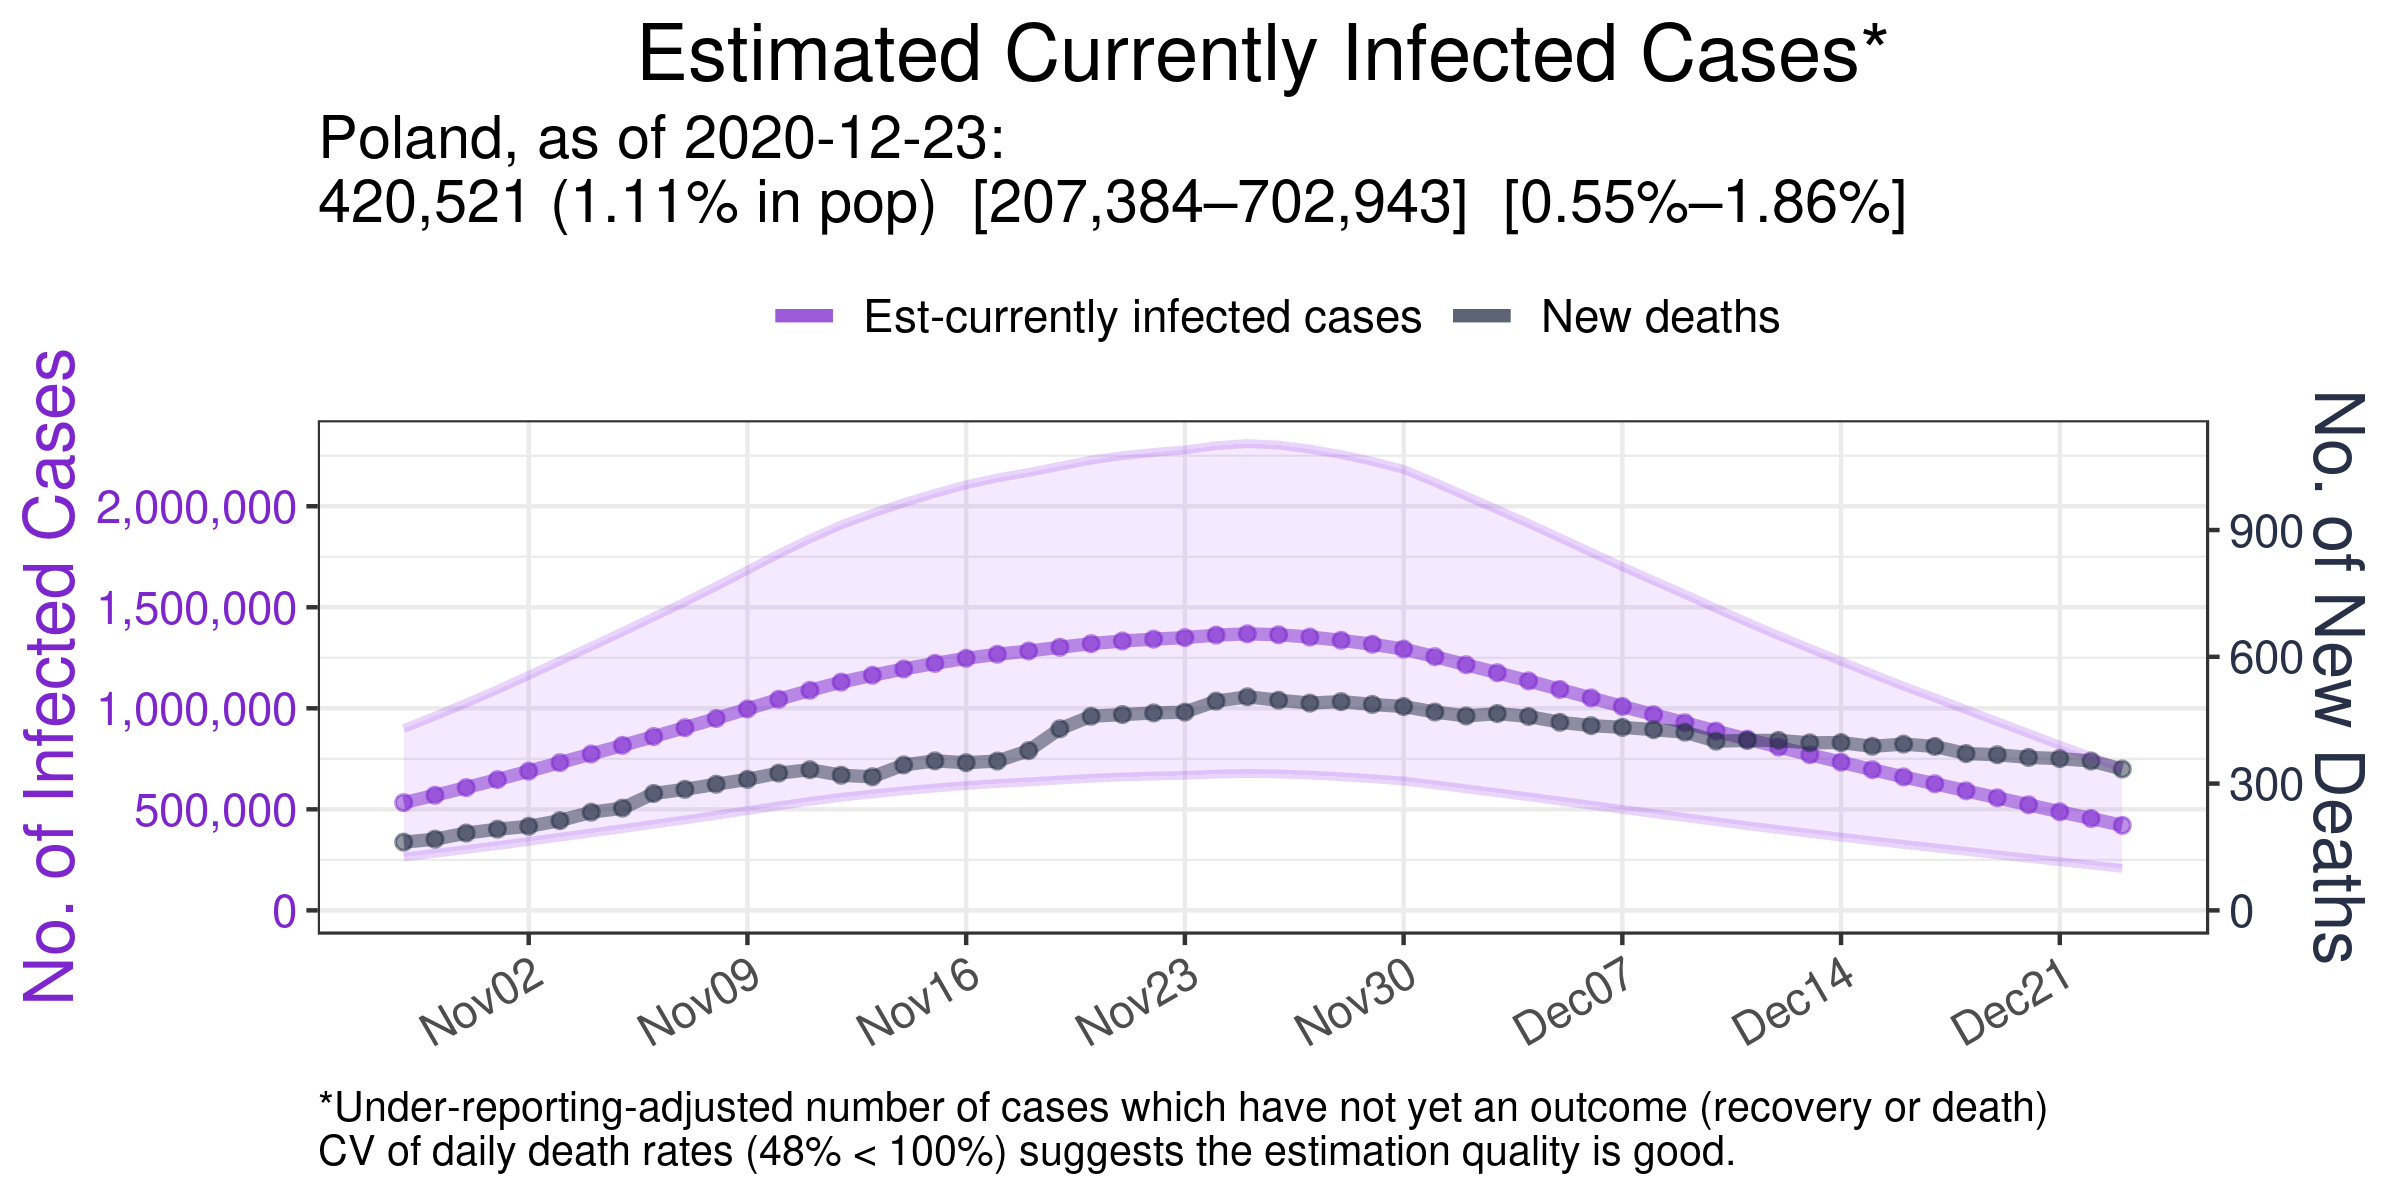 Estimated Currently Infected Cases*
Poland, as of 2020-12-23:
420,521 (1.11% in pop)  [207,384–702,943]  [0.55%–1.86%]
Est-currently infected cases
New deaths
No. of Infected Cases
2,000,000
1,500,000
1,000,000
500,000
0
No. of New Deaths
900
600
300
0
Nov02
Nov09
Nov16
Nov23
Nov30
Dec07
Dec14
Dec21
*Under-reporting-adjusted number of cases which have not yet an outcome (recovery or death)
CV of daily death rates (48% < 100%) suggests the estimation quality is good.